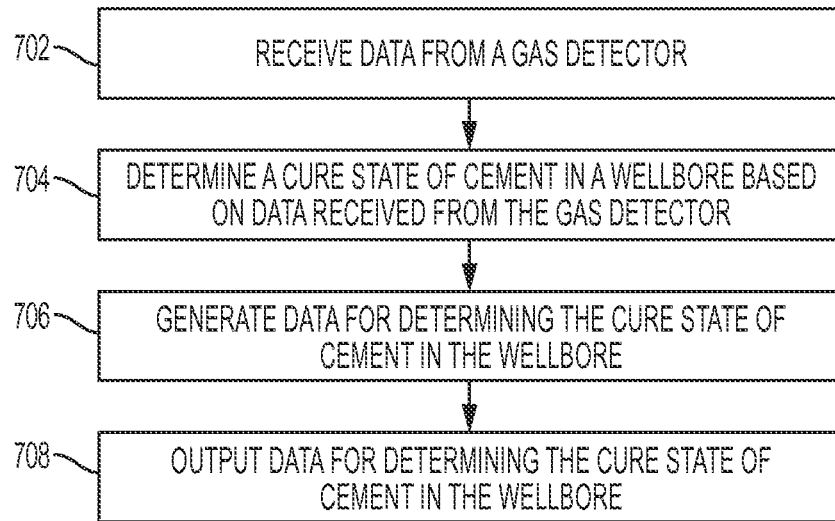 702
RECEIVE DATA FROM A GAS DETECTOR
704
DETERMINE A CURE STATE OF CEMENT IN A WELLBORE BASED
ON DATA RECEIVED FROM THE GAS DETECTOR
706
GENERATE DATA FOR DETERMINING THE CURE STATE OF
CEMENT IN THE WELLBORE
708
OUTPUT DATA FOR DETERMINING THE CURE STATE OF
CEMENT IN THE WELLBORE